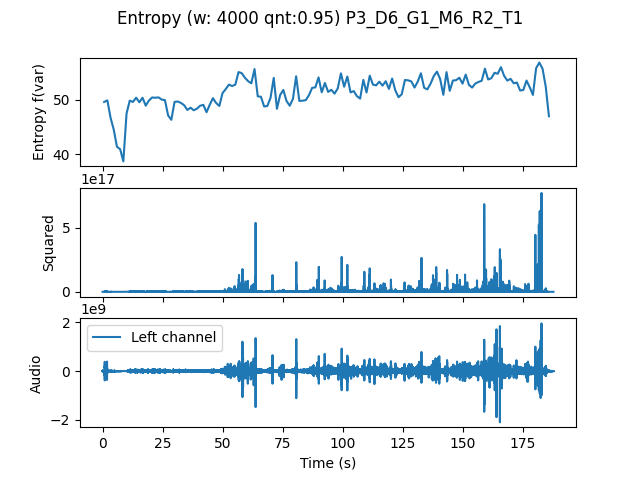 Entropy (w: 4000 qnt:0.95) P3_D6_G1_M6_R2_T1
Entropy f(var)
50
40
1e17
Squared
5
0
1e9
Audio
2
0
−2
Left channel
0 25 50 75 100 125 150 175
Time (s)